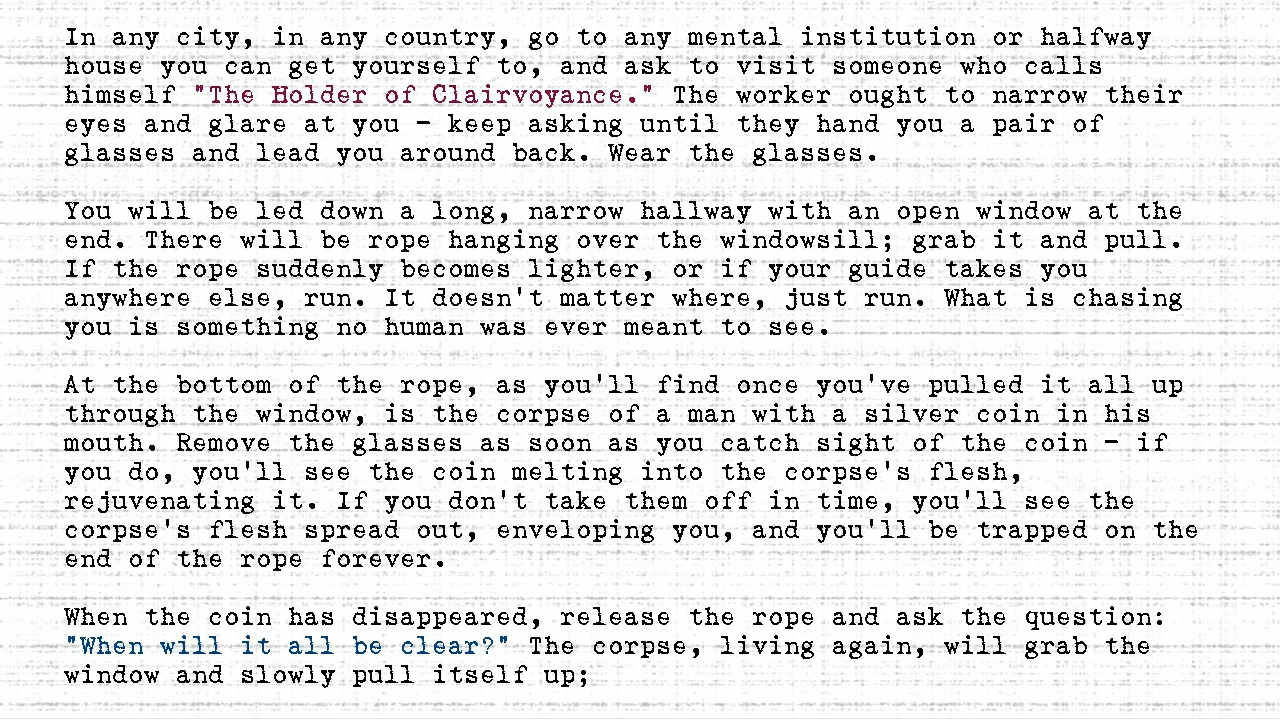 In any city, in any country, go to any mental institution or halfway
house you can get yourself to, and ask to visit someone who calls
himself "The Holder of Clairvoyance." The worker ought to narrow their
eyes and glare at you - keep asking until they hand you a pair of
glasses and lead you around back. Wear the glasses.
You will be led down a long, narrow hallway with an open window at the
end. There will be rope hanging over the windowsill; grab it and pull.
If the rope suddenly becomes lighter, or if your guide takes you
anywhere else, run. It doesn't matter where, just run. What is chasing
you is something no human was ever meant to see.
At the bottom of the rope, as you'll find once you've pulled it all up
through the window, is the corpse of a man with a silver coin in his
mouth. Remove the glasses as soon as you catch sight of the coin - if
you do, you'll see the coin melting into the corpse's flesh,
rejuvenating it. If you don't take them off in time, you'll see the
corpse's flesh spread out, enveloping you, and you'll be trapped on the
end of the rope forever.
When the coin has disappeared, release the rope and ask the question:
"When will it all be clear?" The corpse, living again, will grab the
window and slowly pull itself up;